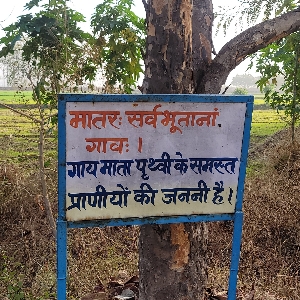 मातरः सर्वभूतानां
गावः।
गाय माता पृथ्वी के समस्त
प्राणीयों की जननी है।